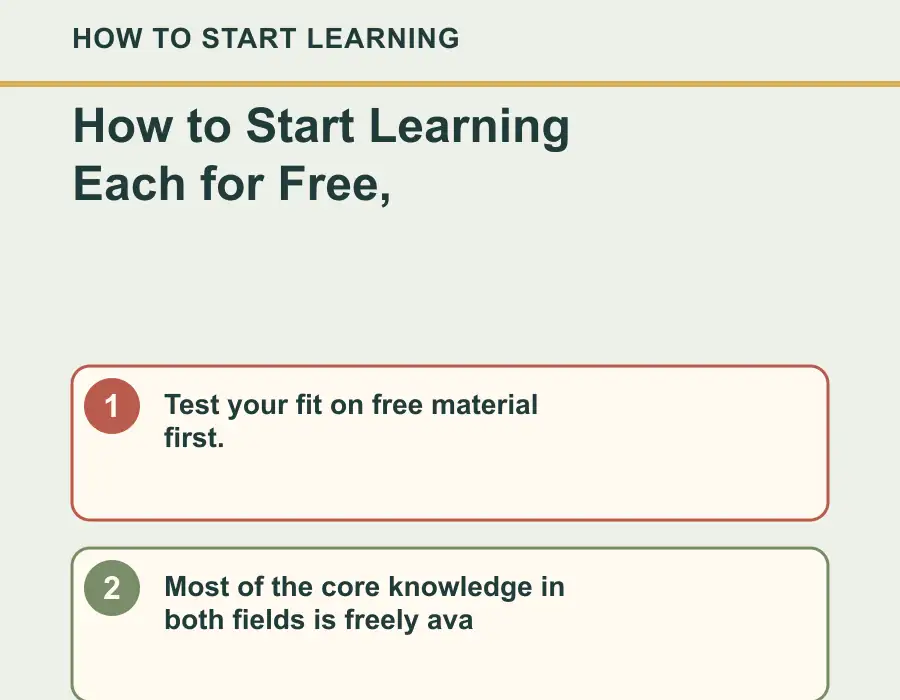 HOW TO START LEARNING
How to Start Learning
Each for Free,
1
Test your fit on free material
first.
2
Most of the core knowledge in
both fields is freely ava